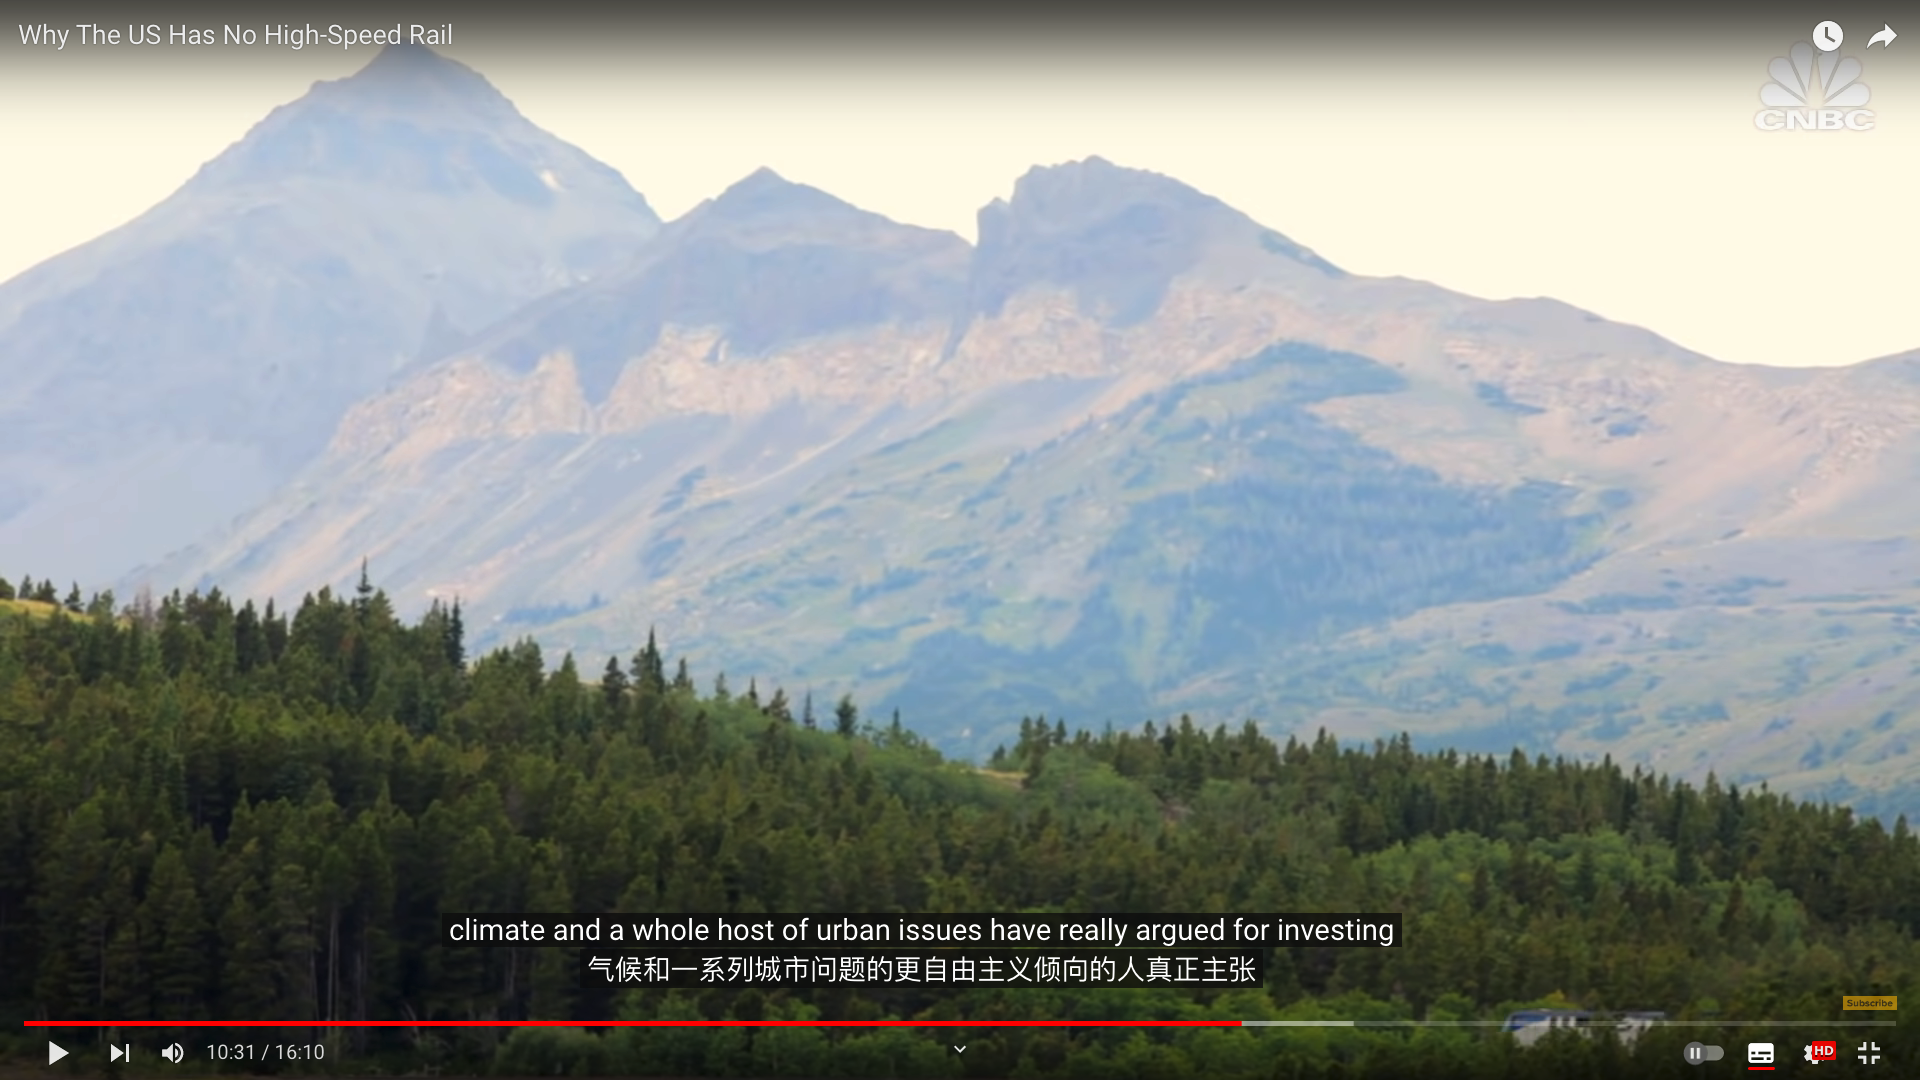 Why The US Has No High-Speed Rail
CNBC
climate and a whole host of urban issues have really argued for investing
气候和一系列城市问题的更自由主义倾向的人真正主张
Subscribe
10:31 / 16:10
HD